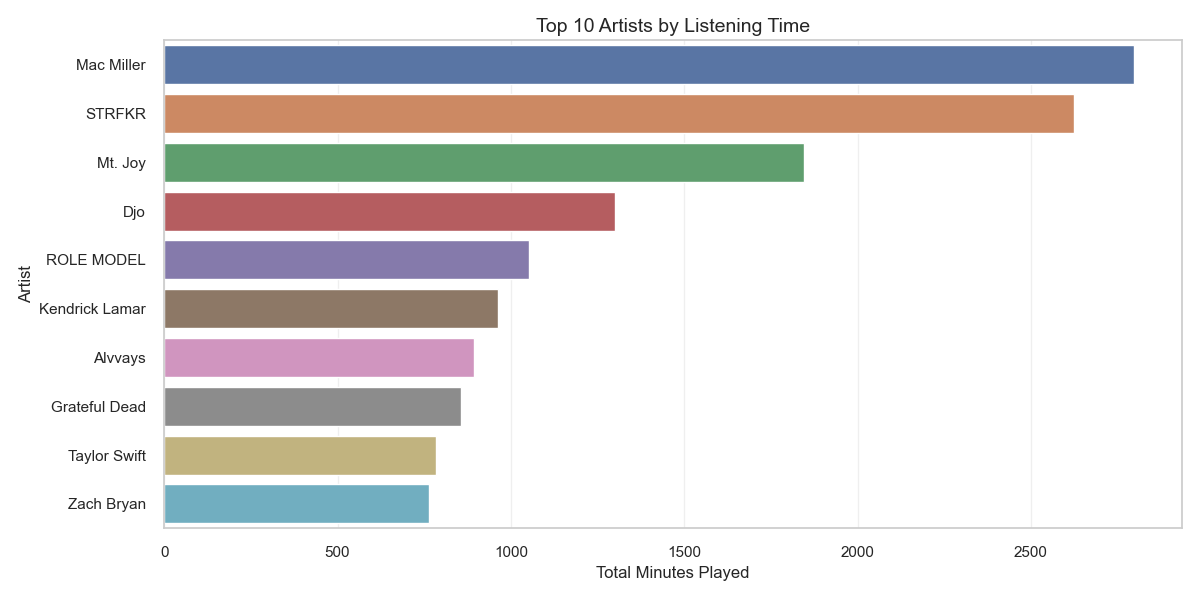 Top 10 Artists by Listening Time
Artist
Mac Miller
STRFKR
Mt. Joy
Djo
ROLE MODEL
Kendrick Lamar
Alvvays
Grateful Dead
Taylor Swift
Zach Bryan
0 500 1000 1500 2000 2500
Total Minutes Played